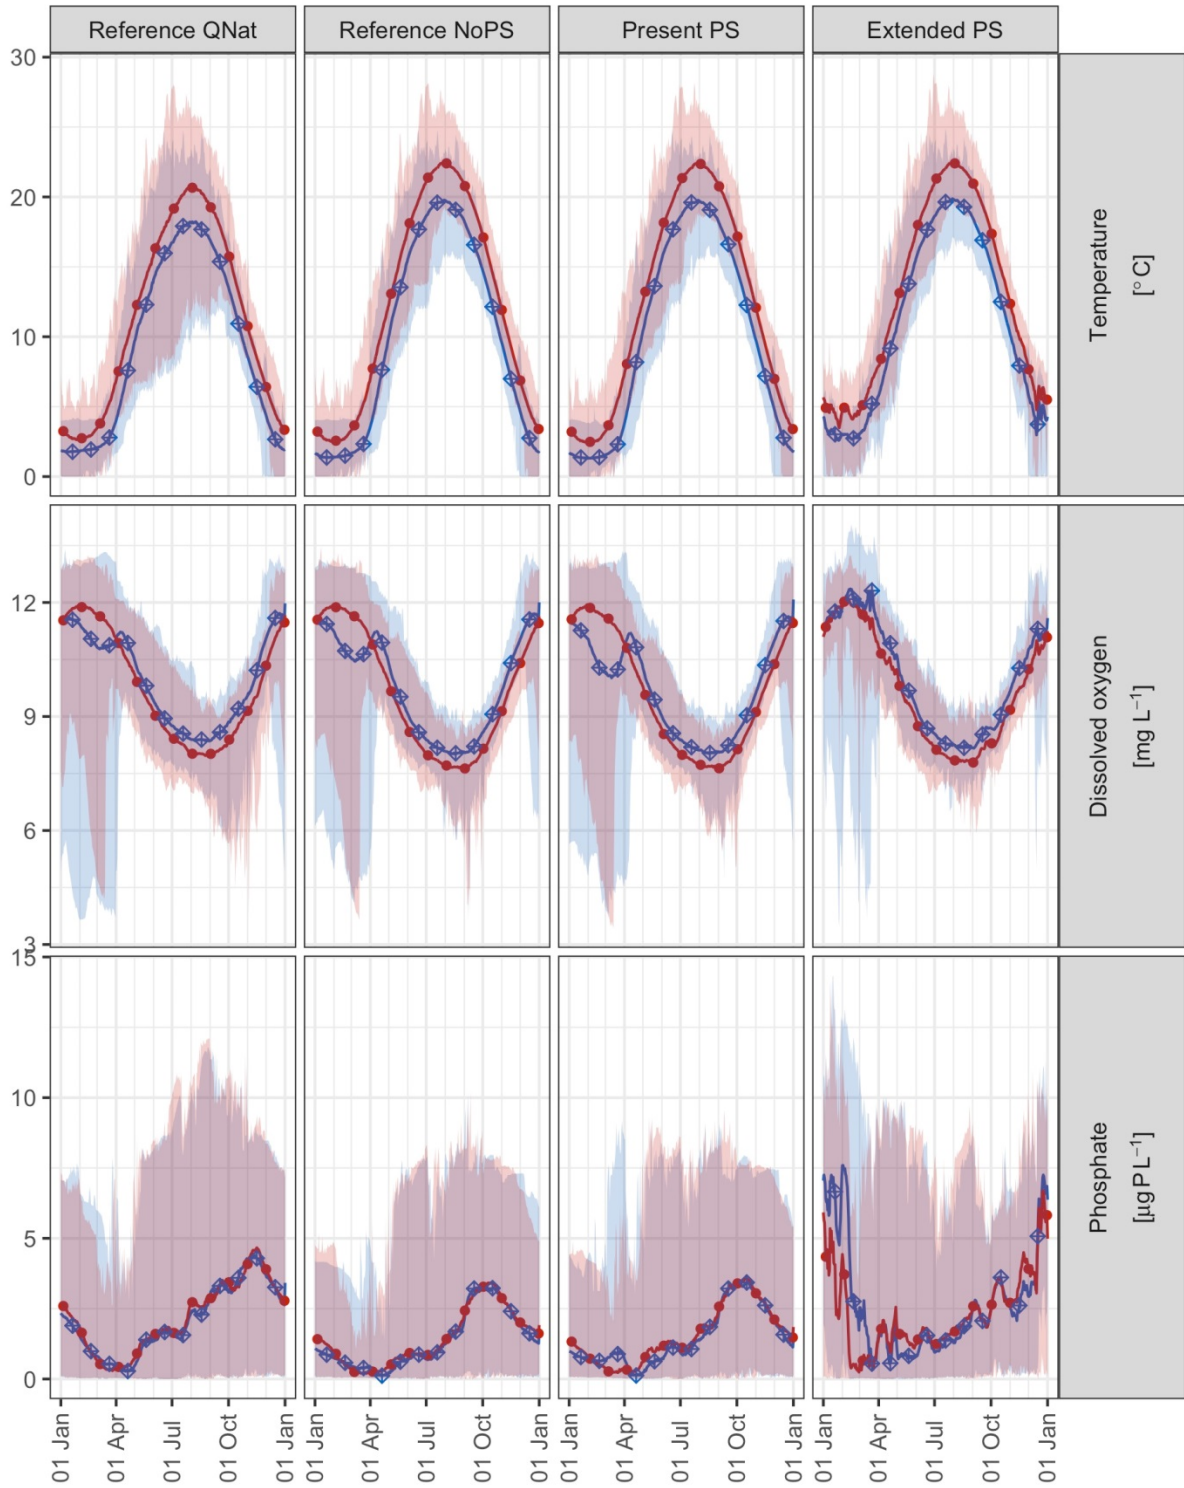 Reference QNat
Reference NoPS
Present PS
Extended PS
30
20
10
0
Temperature
[°C]
12
9
6
3
Dissolved oxygen
[mg L⁻¹]
15
10
5
0
Phosphate
[µg P L⁻¹]
01 Jan
01 Apr
01 Jul
01 Oct
01 Jan
01 Jan
01 Apr
01 Jul
01 Oct
01 Jan
01 Jan
01 Apr
01 Jul
01 Oct
01 Jan
01 Jan
01 Apr
01 Jul
01 Oct
01 Jan